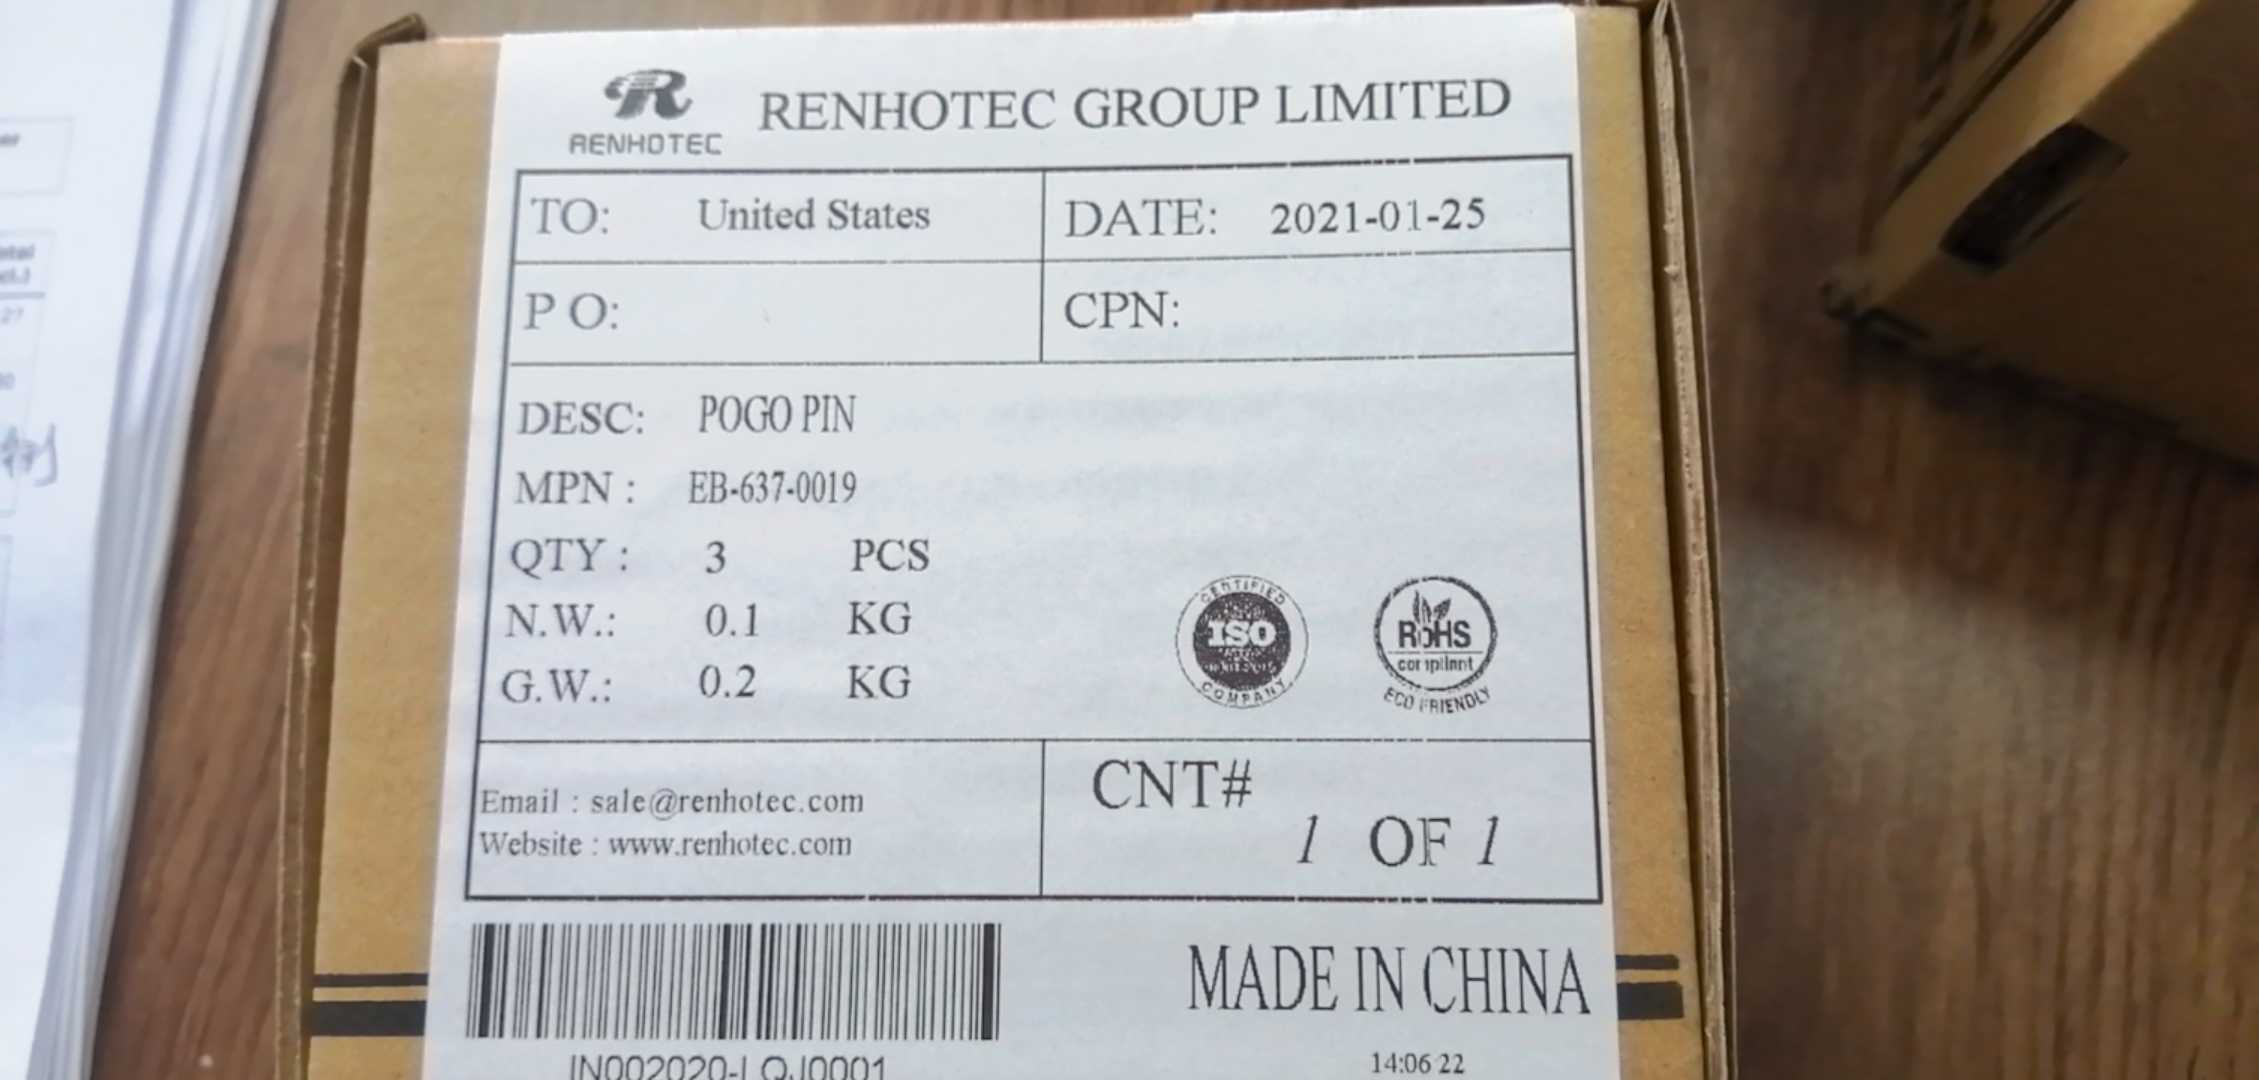 RENHOTEC
RENHOTEC GROUP LIMITED
TO: United States DATE: 2021-01-25
P O: CPN:
DESC: POGO PIN
MPN : EB-637-0019
QTY : 3 PCS
N.W.: 0.1 KG
G.W.: 0.2 KG
CERTIFIED
ISO
COMPANY
RoHS
compliant
ECO FRIENDLY
Email : sale@renhotec.com
Website : www.renhotec.com
CNT#
1 OF 1
MADE IN CHINA
14:06 22